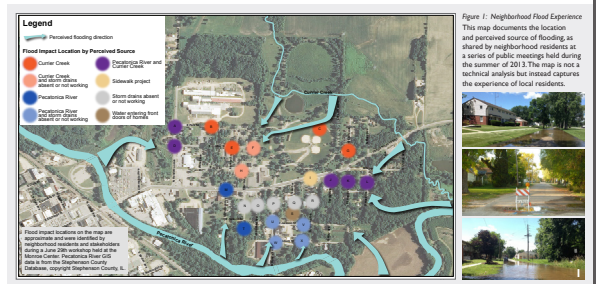 Legend
Perceived flooding direction
Flood Impact Location by Perceived Source
Currier Creek
Currier Creek
and storm drains
absent or not working
Pecatonica River
Pecatonica River
and storm drains
absent or not working
Pecatonica River and
Currier Creek
Sidewalk project
Storm drains absent
or not working
Water entering front
doors of homes
Currier Creek
Pecatonica River
Flood impact locations on the map are
approximate and were identified by
neighborhood residents and stakeholders
during a June 29th workshop held at the
Monroe Center. Pecatonica River GIS
data is from the Stephenson County
Database, copyright Stephenson County, IL.
Figure 1: Neighborhood Flood Experience
This map documents the location
and perceived source of flooding, as
shared by neighborhood residents at
a series of public meetings held during
the summer of 2013. The map is not a
technical analysis but instead captures
the experience of local residents.